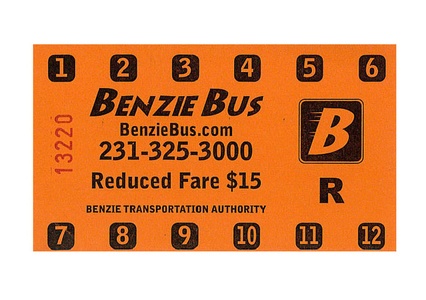 1 2 3 4 5 6
BENZIE BUS
BenzieBus.com
231-325-3000
Reduced Fare $15
BENZIE TRANSPORTATION AUTHORITY
13220
B
R
7 8 9 10 11 12